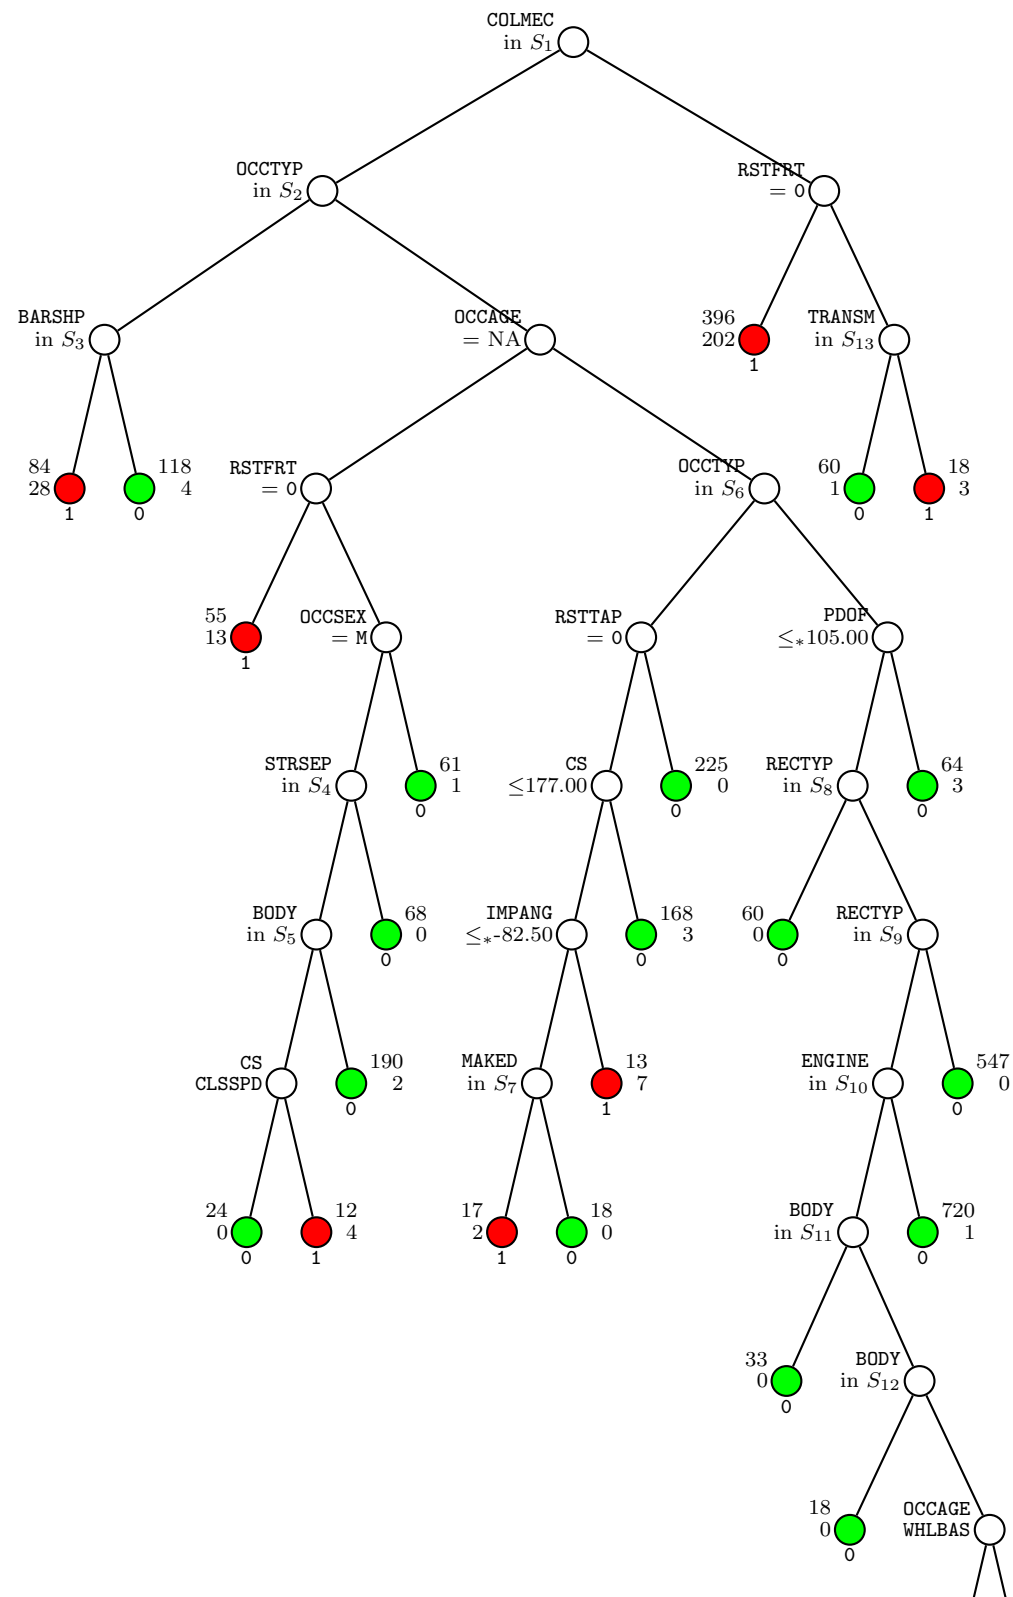 COLMEC
in S₁
OCCTYP
in S₂
RSTFRT
= 0
BARSHP
in S₃
OCCAGE
= NA
396
202
1
TRANSM
in S₁₃
84
28
1
118
4
0
RSTFRT
= 0
OCCTYP
in S₆
60
1
0
18
3
1
55
13
1
OCCSEX
= M
RSTTAP
= 0
PDOF
≤*105.00
STRSEP
in S₄
61
1
0
CS
≤177.00
225
0
0
RECTYP
in S₈
64
3
0
BODY
in S₅
68
0
0
IMPANG
≤*-82.50
168
3
0
60
0
0
RECTYP
in S₉
CS
CLSSPD
190
2
0
MAKED
in S₇
13
7
1
ENGINE
in S₁₀
547
0
0
24
0
0
12
4
1
17
2
1
18
0
0
BODY
in S₁₁
720
1
0
33
0
0
BODY
in S₁₂
18
0
0
OCCAGE
WHLBAS